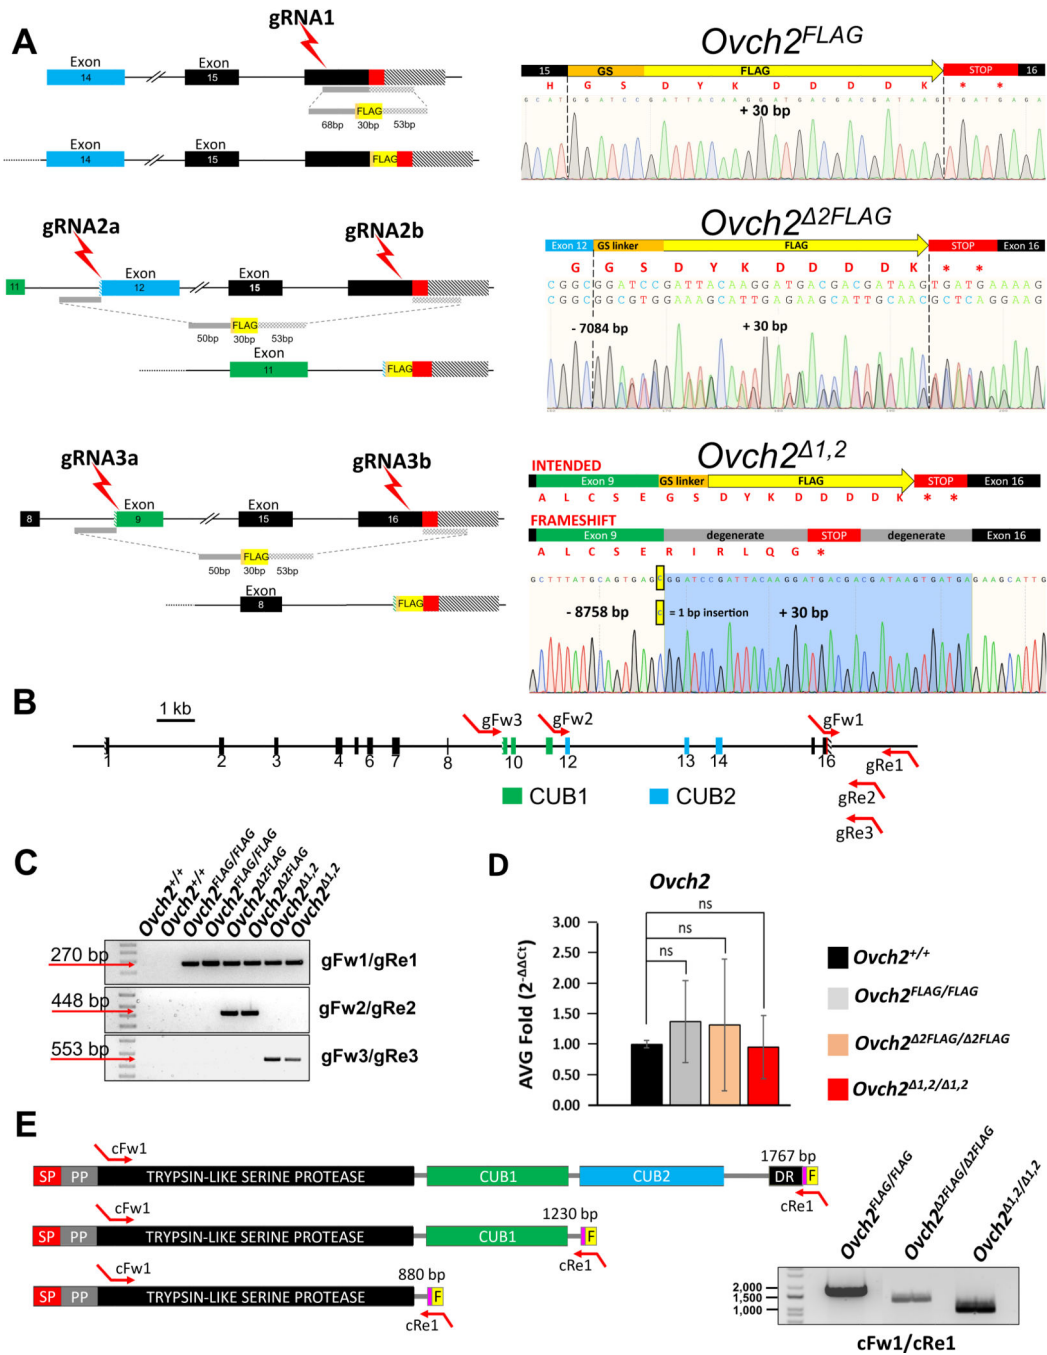 A
gRNA1
Exon
14
Exon
15
FLAG
68bp 30bp 53bp
14
15
FLAG
gRNA2a
gRNA2b
11
Exon
12
Exon
15
FLAG
50bp 30bp 53bp
Exon
11
FLAG
gRNA3a
gRNA3b
8
Exon
9
Exon
15
16
FLAG
50bp 30bp 53bp
Exon
8
FLAG
Ovch2FLAG
15 GS FLAG STOP 16
H G S D Y K D D D D K * *
GCATGGATCCGATTACAAGGATGACGACGATAAGTGATGAGA
+ 30 bp
Ovch2Δ2FLAG
Exon 12 GS linker FLAG STOP Exon 16
G G S D Y K D D D D K * *
CGGCGGATCCGATTACAAGGATGACGACGATAAGTGATGAAAAG
CGGCGGCGTGGAAAGCATTGAGAAGCATTGCAACGCTCAGGAAG
- 7084 bp
+ 30 bp
Ovch2Δ1,2
INTENDED
Exon 9 GS linker FLAG STOP Exon 16
A L C S E G S D Y K D D D D K * *
FRAMESHIFT
Exon 9 degenerate STOP degenerate Exon 16
A L C S E R I R L Q G *
GCTTTATGCAGTGAGCGGATCCGATTACAAGGATGACGACGATAAGTGATGAGAAGCATTG
- 8758 bp
C = 1 bp insertion
+ 30 bp
B
1 kb
gFw3
gFw2
gFw1
1 2 3 4 6 7 8 10 12 13 14 16
gRe1
gRe2
gRe3
CUB1
CUB2
C
Ovch2+/+
Ovch2+/+
Ovch2FLAG/FLAG
Ovch2FLAG/FLAG
Ovch2Δ2FLAG
Ovch2Δ2FLAG
Ovch2Δ1,2
Ovch2Δ1,2
270 bp
gFw1/gRe1
448 bp
gFw2/gRe2
553 bp
gFw3/gRe3
D
Ovch2
AVG Fold (2-ΔΔCt)
3.00
2.50
2.00
1.50
1.00
0.50
0.00
ns
ns
ns
Ovch2+/+
Ovch2FLAG/FLAG
Ovch2Δ2FLAG/Δ2FLAG
Ovch2Δ1,2/Δ1,2
E
cFw1
1767 bp
SP PP TRYPSIN-LIKE SERINE PROTEASE CUB1 CUB2 DR F
cRe1
cFw1
1230 bp
SP PP TRYPSIN-LIKE SERINE PROTEASE CUB1 F
cRe1
cFw1
880 bp
SP PP TRYPSIN-LIKE SERINE PROTEASE F
cRe1
Ovch2FLAG/FLAG
Ovch2Δ2FLAG/Δ2FLAG
Ovch2Δ1,2/Δ1,2
2,000
1,500
1,000
cFw1/cRe1